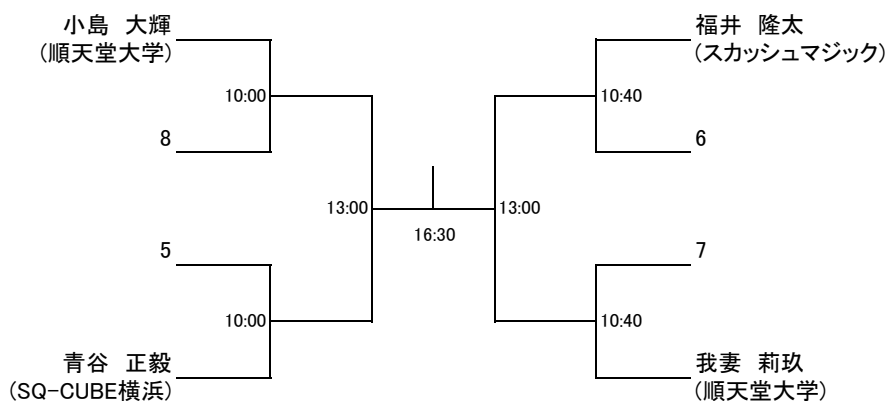 小島 大輝
(順天堂大学)
10:00
8
13:00
5
10:00
青谷 正毅
(SQ-CUBE横浜)
16:30
福井 隆太
(スカッシュマジック)
10:40
6
13:00
7
10:40
我妻 莉玖
(順天堂大学)